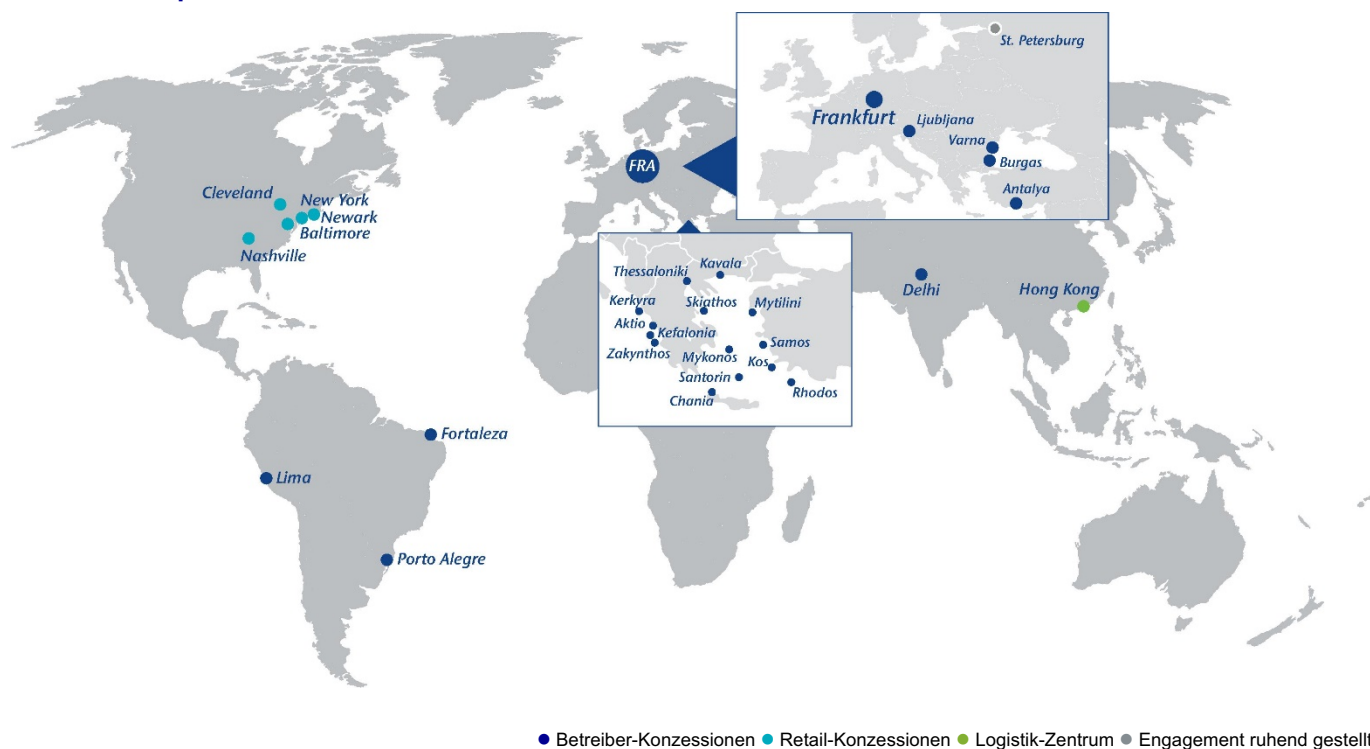 St. Petersburg
Frankfurt
Ljubljana
Varna
Burgas
Antalya
FRA
Cleveland
New York
Newark
Baltimore
Nashville
Kavala
Thessaloniki
Kerkyra
Skiathos
Mytilini
Aktio
Kefalonia
Zakynthos
Mykonos
Samos
Kos
Santorin
Rhodos
Chania
Delhi
Hong Kong
Fortaleza
Lima
Porto Alegre
Betreiber-Konzessionen Retail-Konzessionen Logistik-Zentrum Engagement ruhend gestellt